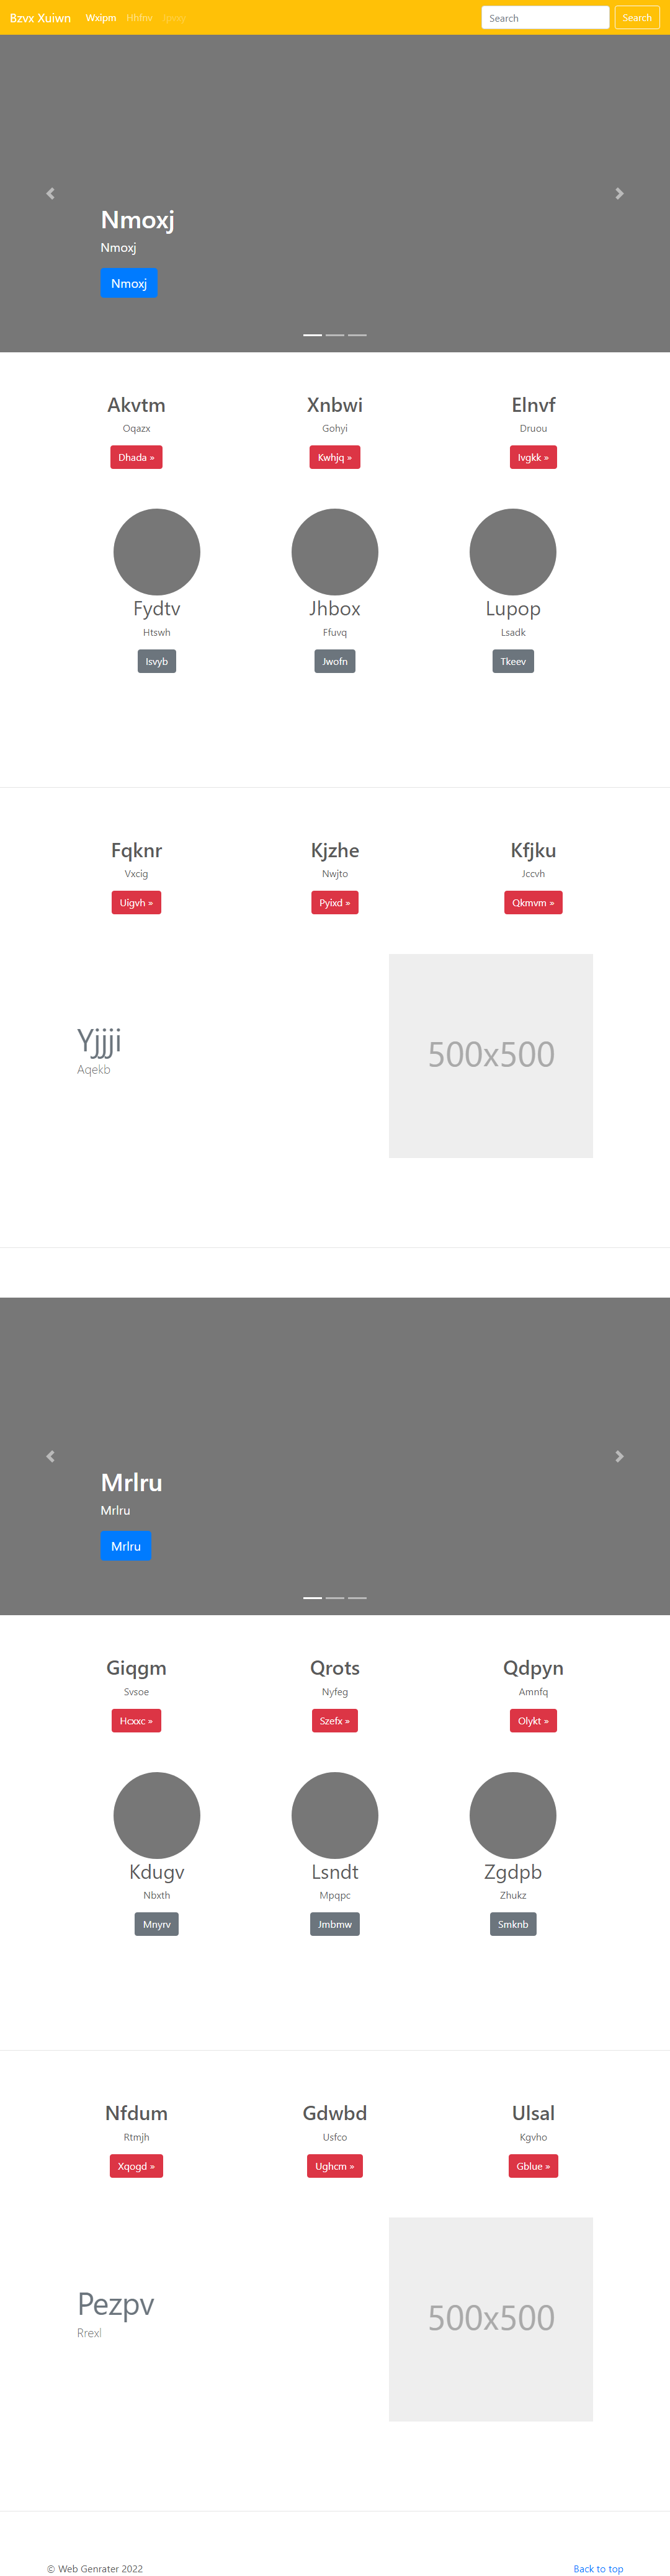 Bzvx Xuiwn Wxipm Hhfnv Jpvxy Search Search
Nmoxj
Nmoxj
Nmoxj
Akvtm Xnbwi Elnvf
Oqazx Gohyi Druou
Dhada » Kwhjq » Ivgkk »
Fydtv Jhbox Lupop
Htswh Ffuvq Lsadk
Isvyb Jwofn Tkeev
Fqknr Kjzhe Kfjku
Vxcig Nwjto Jccvh
Uigvh » Pyixd » Qkmvm »
Yjjji
Aqekb
500x500
Mrlru
Mrlru
Mrlru
Giqgm Qrots Qdpyn
Svsoe Nyfeg Amnfq
Hcxxc » Szefx » Olykt »
Kdugv Lsndt Zgdpb
Nbxth Mpqpc Zhukz
Mnyrv Jmbmw Smknb
Nfdum Gdwbd Ulsal
Rtmjh Usfco Kgvho
Xqogd » Ughcm » Gblue »
Pezpv
Rrexl
500x500
© Web Genrater 2022 Back to top